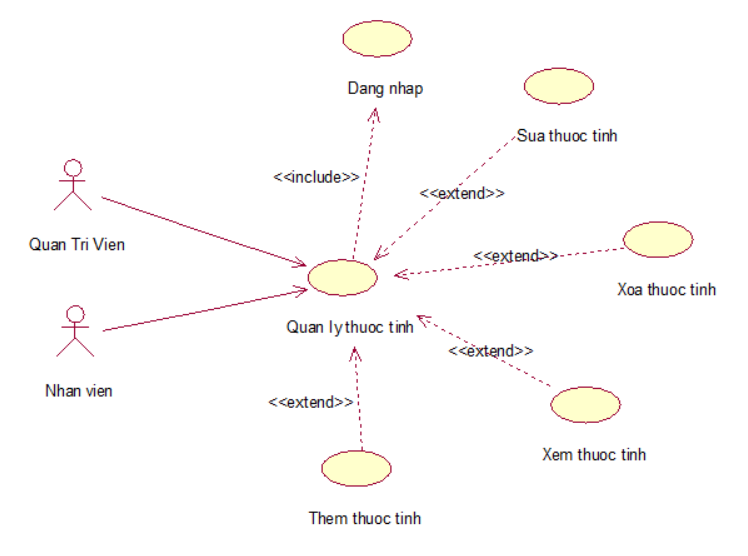 Dang nhap
Sua thuoc tinh
<<include>>
<<extend>>
Quan Tri Vien
<<extend>>
Xoa thuoc tinh
Quan ly thuoc tinh
<<extend>>
Nhan vien
<<extend>>
Xem thuoc tinh
Them thuoc tinh